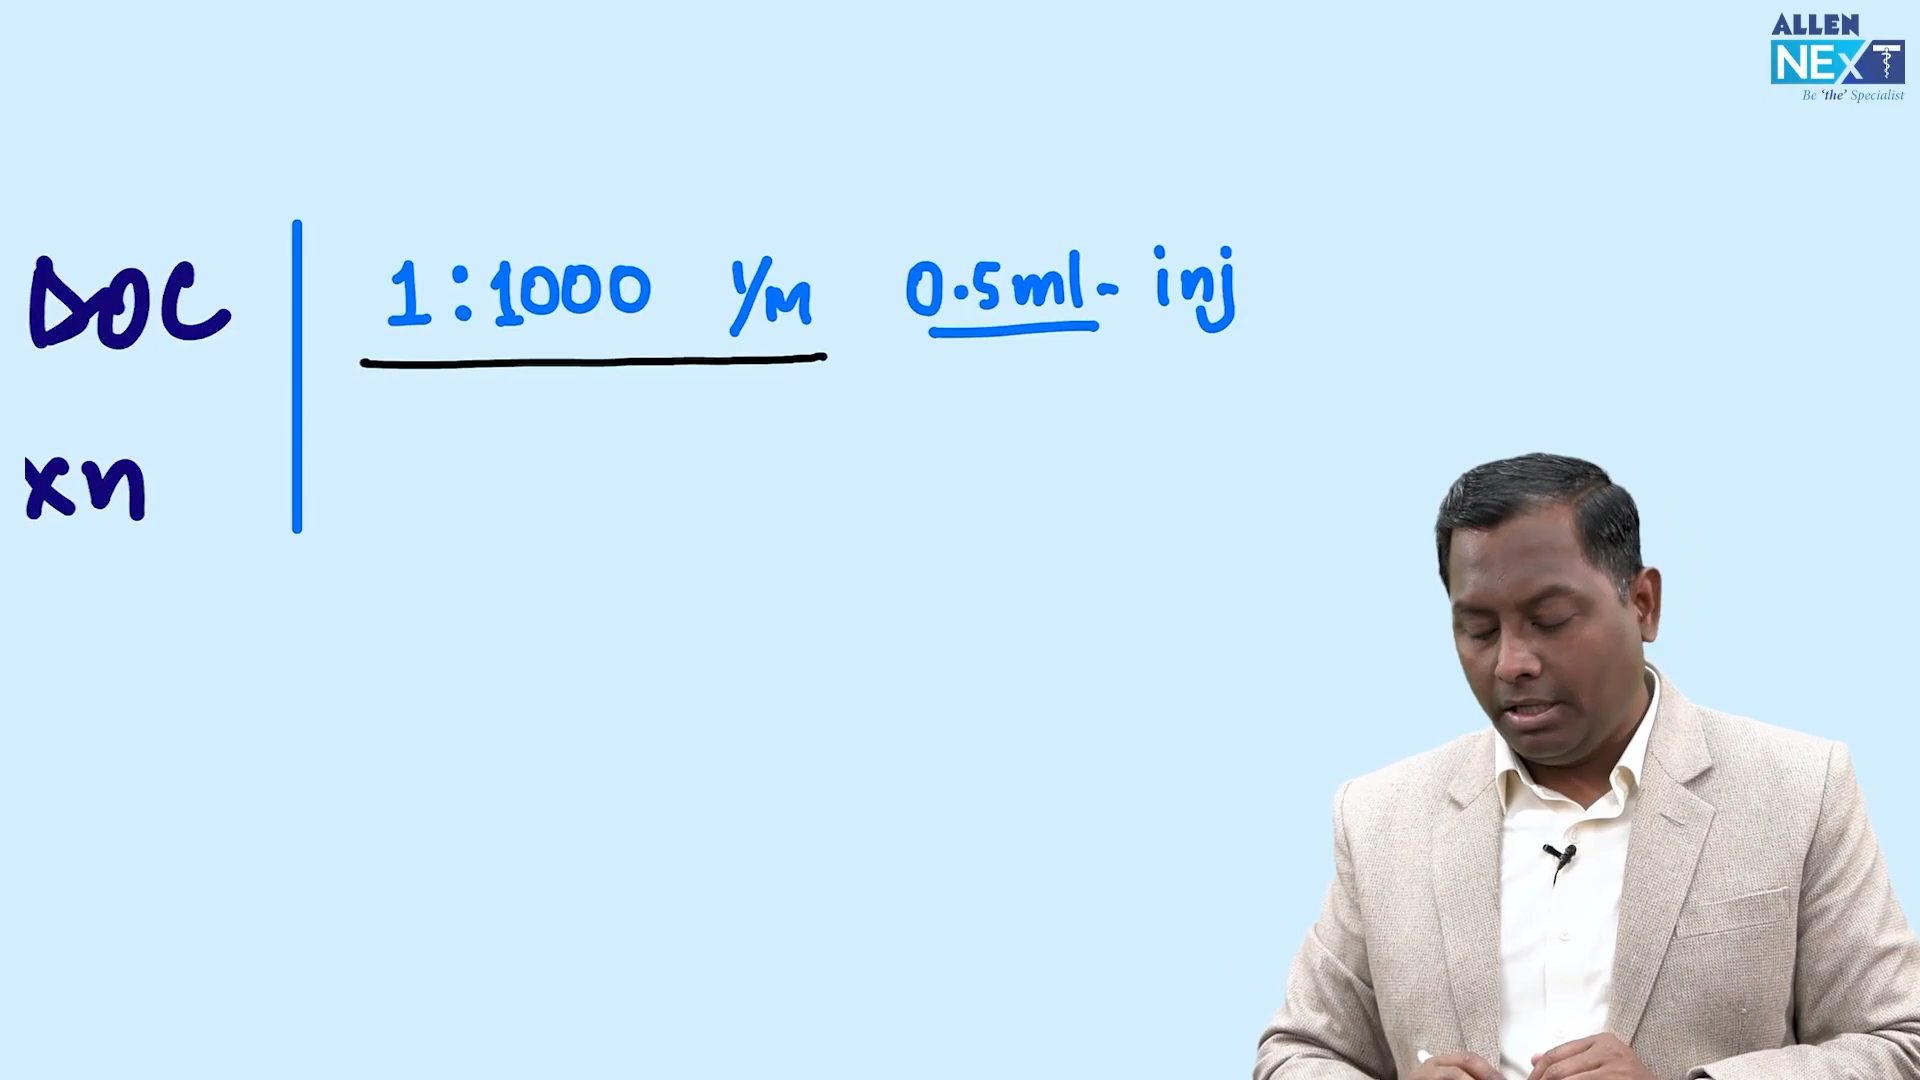 ALLEN
NEXT
Be 'the' Specialist
DOC 1:1000 I/M 0.5ml- inj
xn